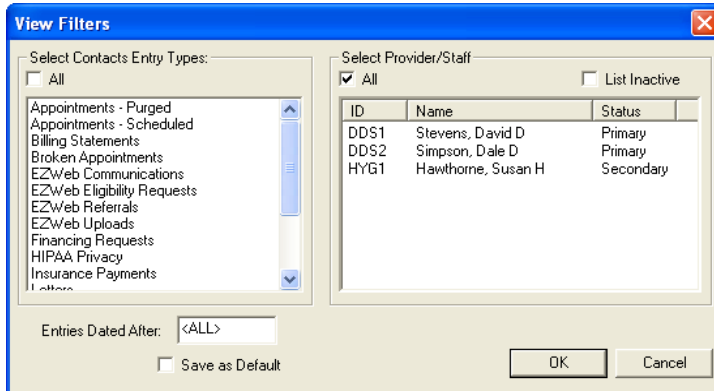 View Filters
Select Contacts Entry Types:
All
Appointments - Purged
Appointments - Scheduled
Billing Statements
Broken Appointments
EZWeb Communications
EZWeb Eligibility Requests
EZWeb Referrals
EZWeb Uploads
Financing Requests
HIPAA Privacy
Insurance Payments
Letters
Select Provider/Staff
All List Inactive
ID Name Status
DDS1 Stevens, David D Primary
DDS2 Simpson, Dale D Primary
HYG1 Hawthorne, Susan H Secondary
Entries Dated After: <ALL>
Save as Default
OK Cancel